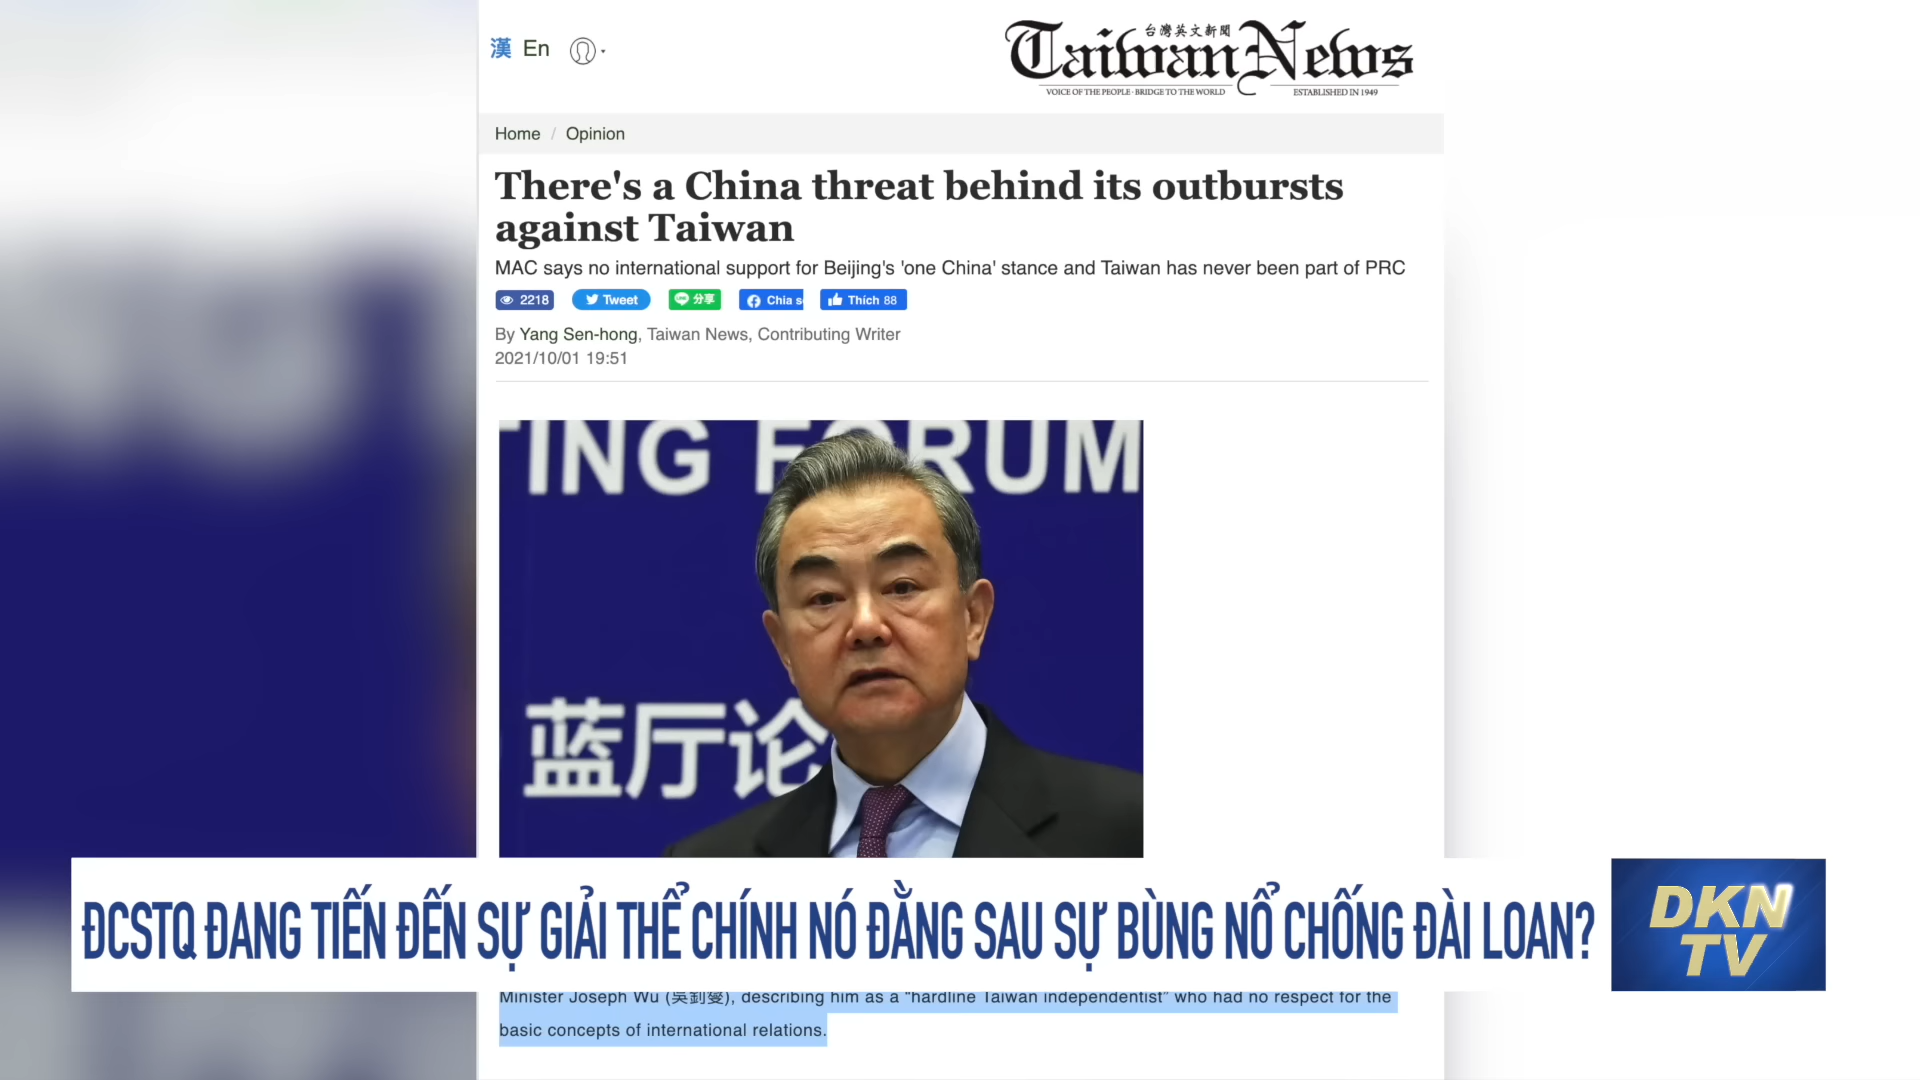 漢 En
台灣英文新聞
Taiwan News
VOICE OF THE PEOPLE · BRIDGE TO THE WORLD ESTABLISHED IN 1949
Home / Opinion
There's a China threat behind its outbursts
against Taiwan
MAC says no international support for Beijing's 'one China' stance and Taiwan has never been part of PRC
2218 Tweet 分享 Chia s Thích 88
By Yang Sen-hong, Taiwan News, Contributing Writer
2021/10/01 19:51
TING FORUM
蓝厅论
ĐCSTQ ĐANG TIẾN ĐẾN SỰ GIẢI THỂ CHÍNH NÓ ĐẰNG SAU SỰ BÙNG NỔ CHỐNG ĐÀI LOAN?
DKN
TV
Minister Joseph Wu (吳釗燮), describing him as a “hardline Taiwan independentist” who had no respect for the
basic concepts of international relations.